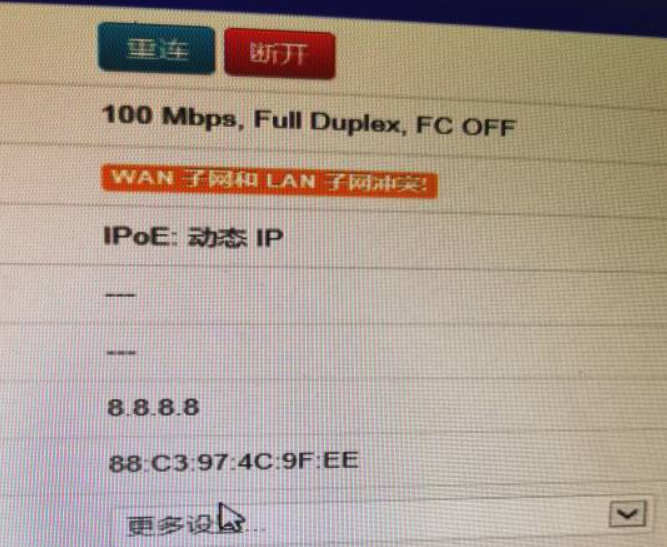 重连 断开
100 Mbps, Full Duplex, FC OFF
WAN 子网和 LAN 子网冲突!
IPoE: 动态 IP
---
---
8.8.8.8
88:C3:97:4C:9F:EE
更多设置...